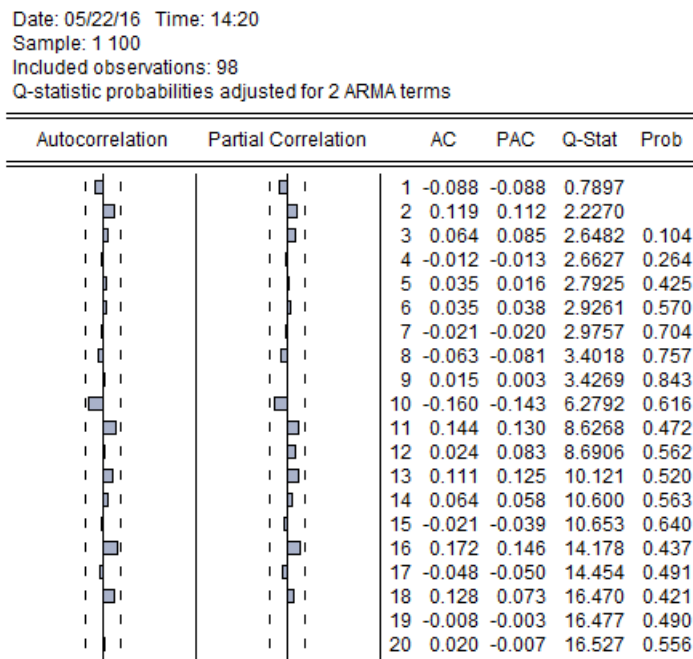 Date: 05/22/16 Time: 14:20
Sample: 1 100
Included observations: 98
Q-statistic probabilities adjusted for 2 ARMA terms
Autocorrelation Partial Correlation AC PAC Q-Stat Prob
1 -0.088 -0.088 0.7897
2 0.119 0.112 2.2270
3 0.064 0.085 2.6482 0.104
4 -0.012 -0.013 2.6627 0.264
5 0.035 0.016 2.7925 0.425
6 0.035 0.038 2.9261 0.570
7 -0.021 -0.020 2.9757 0.704
8 -0.063 -0.081 3.4018 0.757
9 0.015 0.003 3.4269 0.843
10 -0.160 -0.143 6.2792 0.616
11 0.144 0.130 8.6268 0.472
12 0.024 0.083 8.6906 0.562
13 0.111 0.125 10.121 0.520
14 0.064 0.058 10.600 0.563
15 -0.021 -0.039 10.653 0.640
16 0.172 0.146 14.178 0.437
17 -0.048 -0.050 14.454 0.491
18 0.128 0.073 16.470 0.421
19 -0.008 -0.003 16.477 0.490
20 0.020 -0.007 16.527 0.556